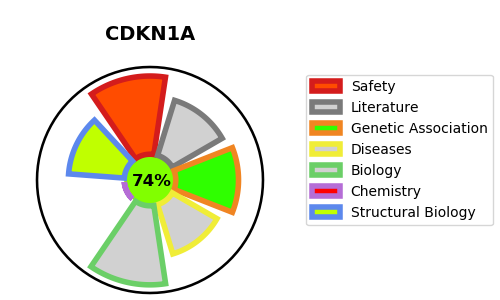 CDKN1A
74%
Safety
Literature
Genetic Association
Diseases
Biology
Chemistry
Structural Biology